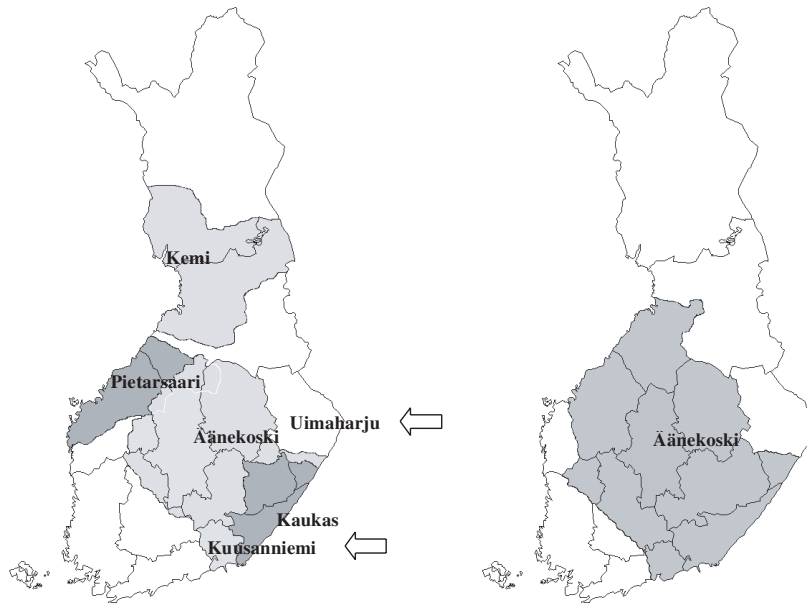 Kemi
Pietarsaari
Uimaharju
Äänekoski
Kaukas
Kuusanniemi
Äänekoski